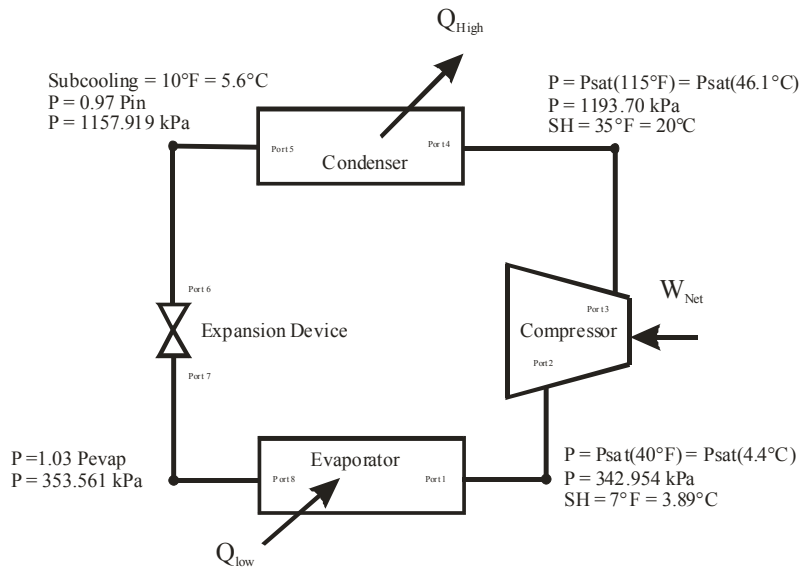 Q_High
Subcooling = 10°F = 5.6°C
P = 0.97 Pin
P = 1157.919 kPa
P = Psat(115°F) = Psat(46.1°C)
P = 1193.70 kPa
SH = 35°F = 20°C
Port 5
Port 4
Condenser
Port 6
Expansion Device
Port 7
Port 3
W_Net
Compressor
Port 2
P =1.03 Pevap
P = 353.561 kPa
Evaporator
Port 8
Port 1
P = Psat(40°F) = Psat(4.4°C)
P = 342.954 kPa
SH = 7°F = 3.89°C
Q_low